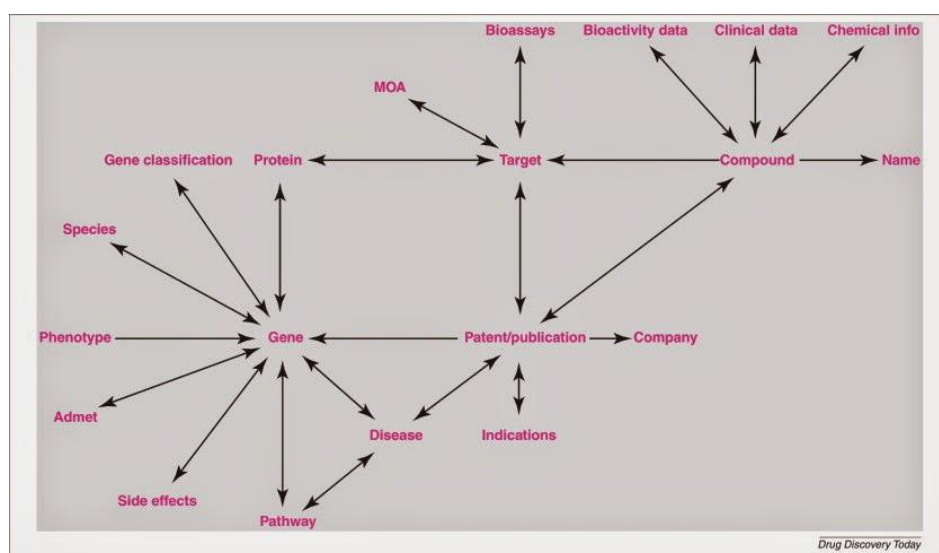 Bioassays Bioactivity data Clinical data Chemical info
MOA
Gene classification Protein Target Compound Name
Species
Phenotype Gene Patent/publication Company
Admet
Disease Indications
Side effects
Pathway
Drug Discovery Today